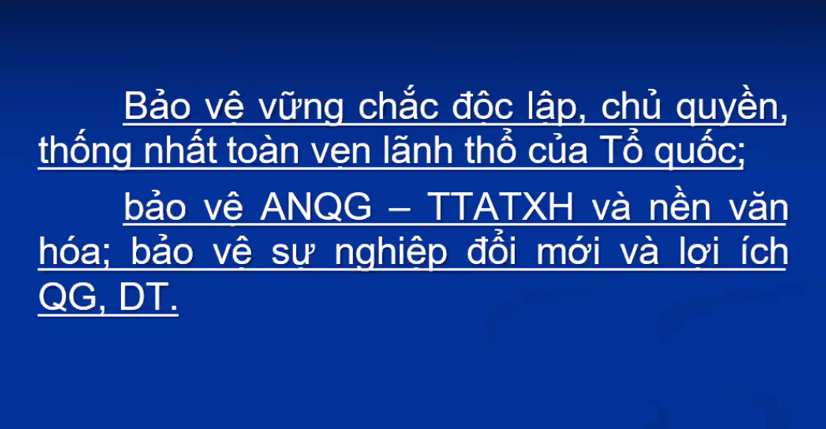 Bảo vệ vững chắc độc lập, chủ quyền,
thống nhất toàn vẹn lãnh thổ của Tổ quốc;
bảo vệ ANQG – TTATXH và nền văn
hóa; bảo vệ sự nghiệp đổi mới và lợi ích
QG, DT.